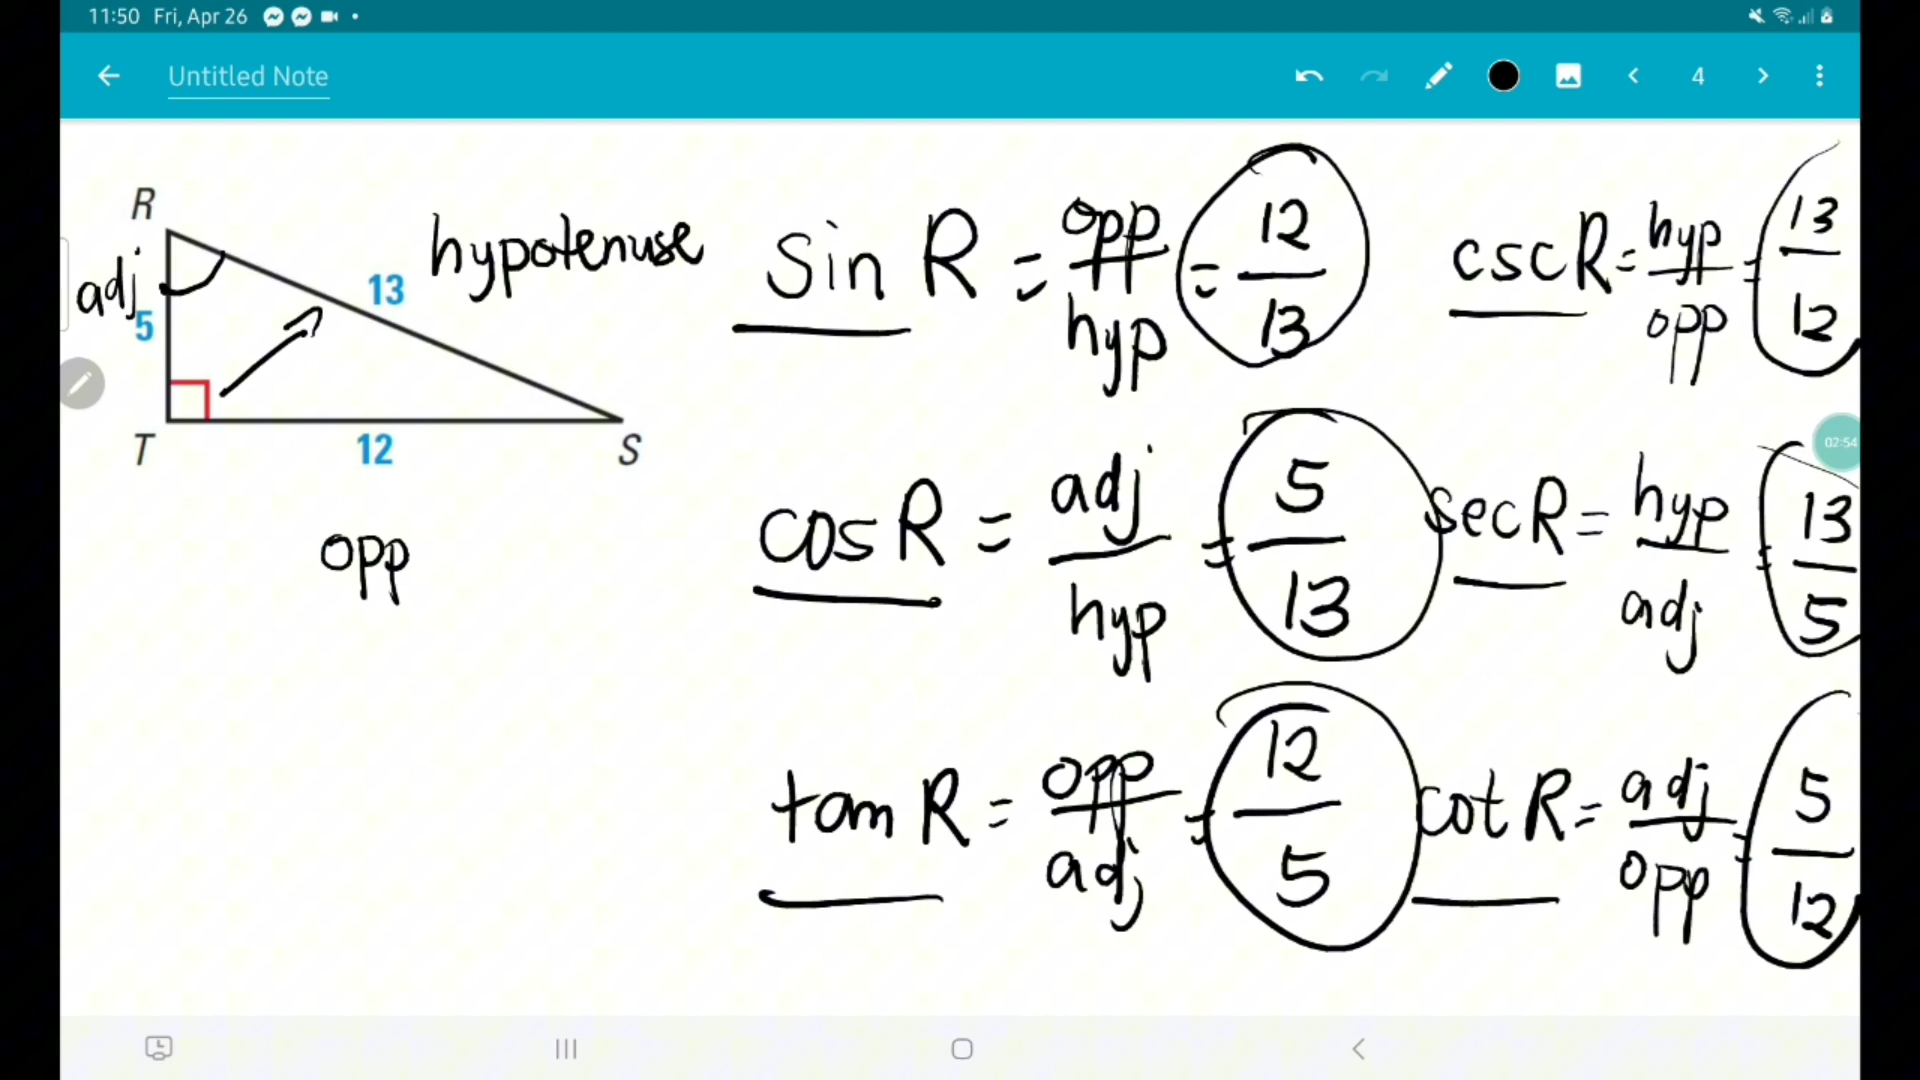 11:50 Fri, Apr 26
Untitled Note
4
R
adj
5
13
hypotenuse
T
12
S
opp
sin R = opp/hyp = 12/13
csc R = hyp/opp = 13/12
02:54
cos R = adj/hyp = 5/13
sec R = hyp/adj = 13/5
tan R = opp/adj = 12/5
cot R = adj/opp = 5/12